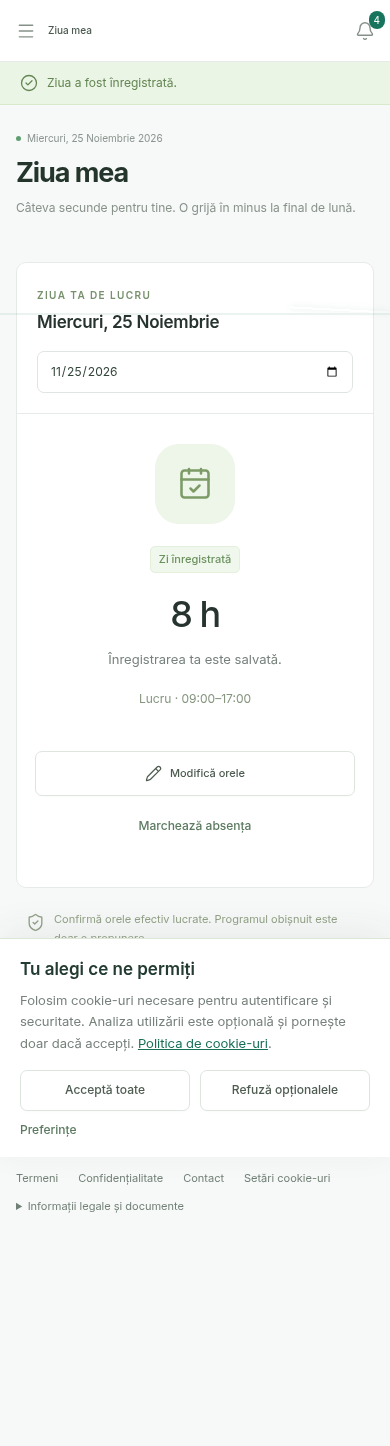 Ziua mea
4
Ziua a fost înregistrată.
Miercuri, 25 Noiembrie 2026
Ziua mea
Câteva secunde pentru tine. O grijă în minus la final de lună.
ZIUA TA DE LUCRU
Miercuri, 25 Noiembrie
11/25/2026
Zi înregistrată
8 h
Înregistrarea ta este salvată.
Lucru · 09:00–17:00
Modifică orele
Marchează absența
Confirmă orele efectiv lucrate. Programul obișnuit este
Tu alegi ce ne permiți
Folosim cookie-uri necesare pentru autentificare și
securitate. Analiza utilizării este opțională și pornește
doar dacă accepți. Politica de cookie-uri.
Acceptă toate
Refuză opționalele
Preferințe
Termeni Confidențialitate Contact Setări cookie-uri
Informații legale și documente